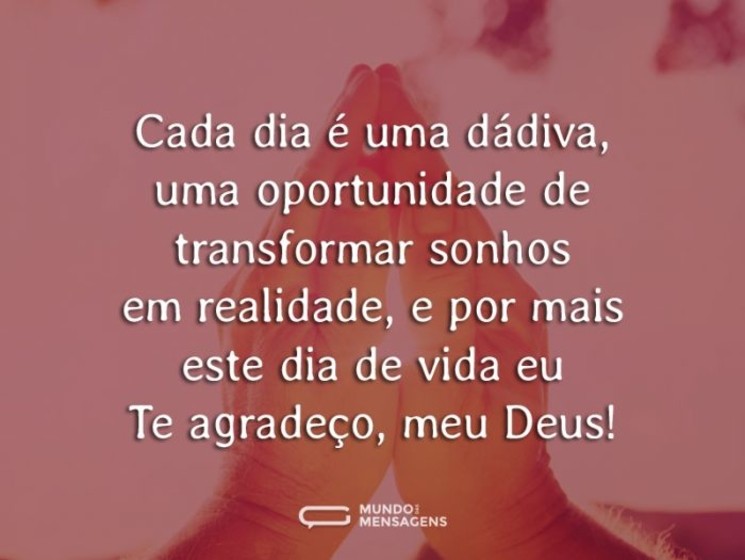 Cada dia é uma dádiva,
uma oportunidade de
transformar sonhos
em realidade, e por mais
este dia de vida eu
Te agradeço, meu Deus!
MUNDO DAS
MENSAGENS